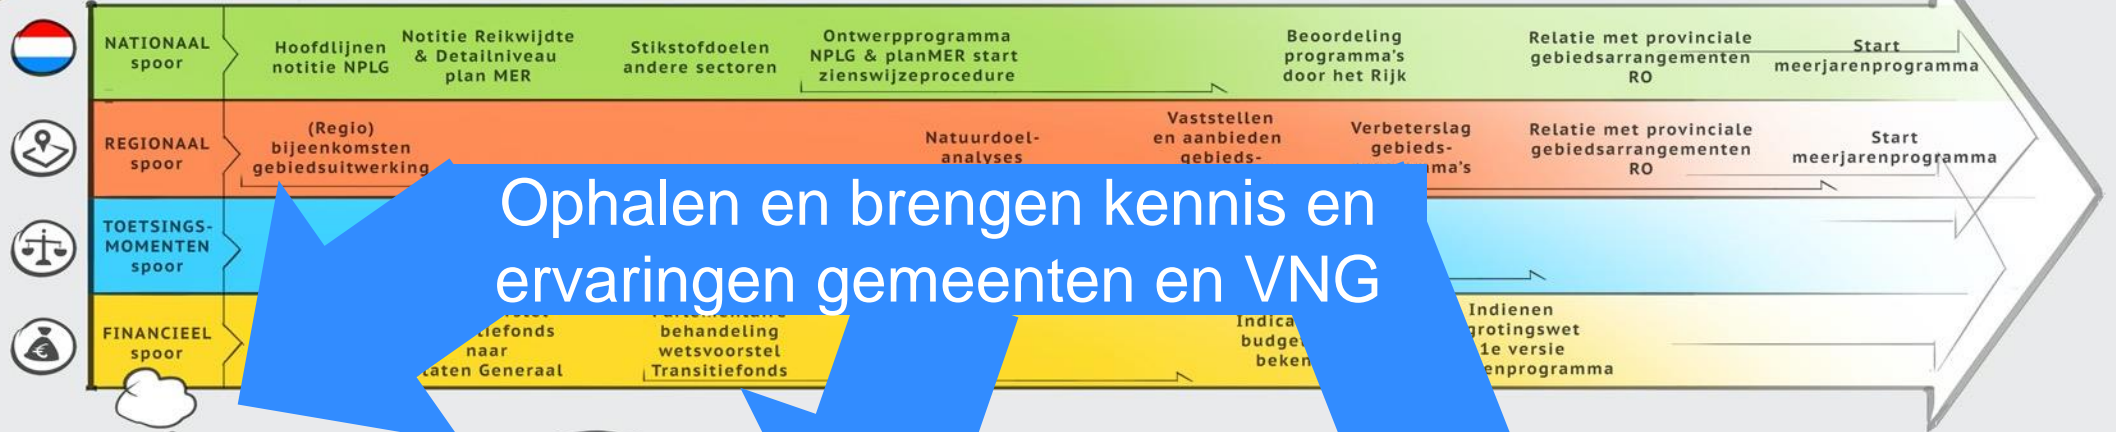 NATIONAAL
spoor
Hoofdlijnen
notitie NPLG
Notitie Reikwijdte
& Detailniveau
plan MER
Stikstofdoelen
andere sectoren
Ontwerpprogramma
NPLG & planMER start
zienswijzeprocedure
Beoordeling
programma's
door het Rijk
Relatie met provinciale
gebiedsarrangementen
RO
Start
meerjarenprogramma
REGIONAAL
spoor
(Regio)
bijeenkomsten
gebiedsuitwerking
Natuurdoel-
analyses
Vaststellen
en aanbieden
gebieds-
Verbeterslag
gebieds-
Relatie met provinciale
gebiedsarrangementen
RO
Start
meerjarenprogramma
Ophalen en brengen kennis en
ervaringen gemeenten en VNG
TOETSINGS-
MOMENTEN
spoor
FINANCIEEL
spoor
naar
Generaal
behandeling
wetsvoorstel
Transitiefonds
Indienen
1e versie